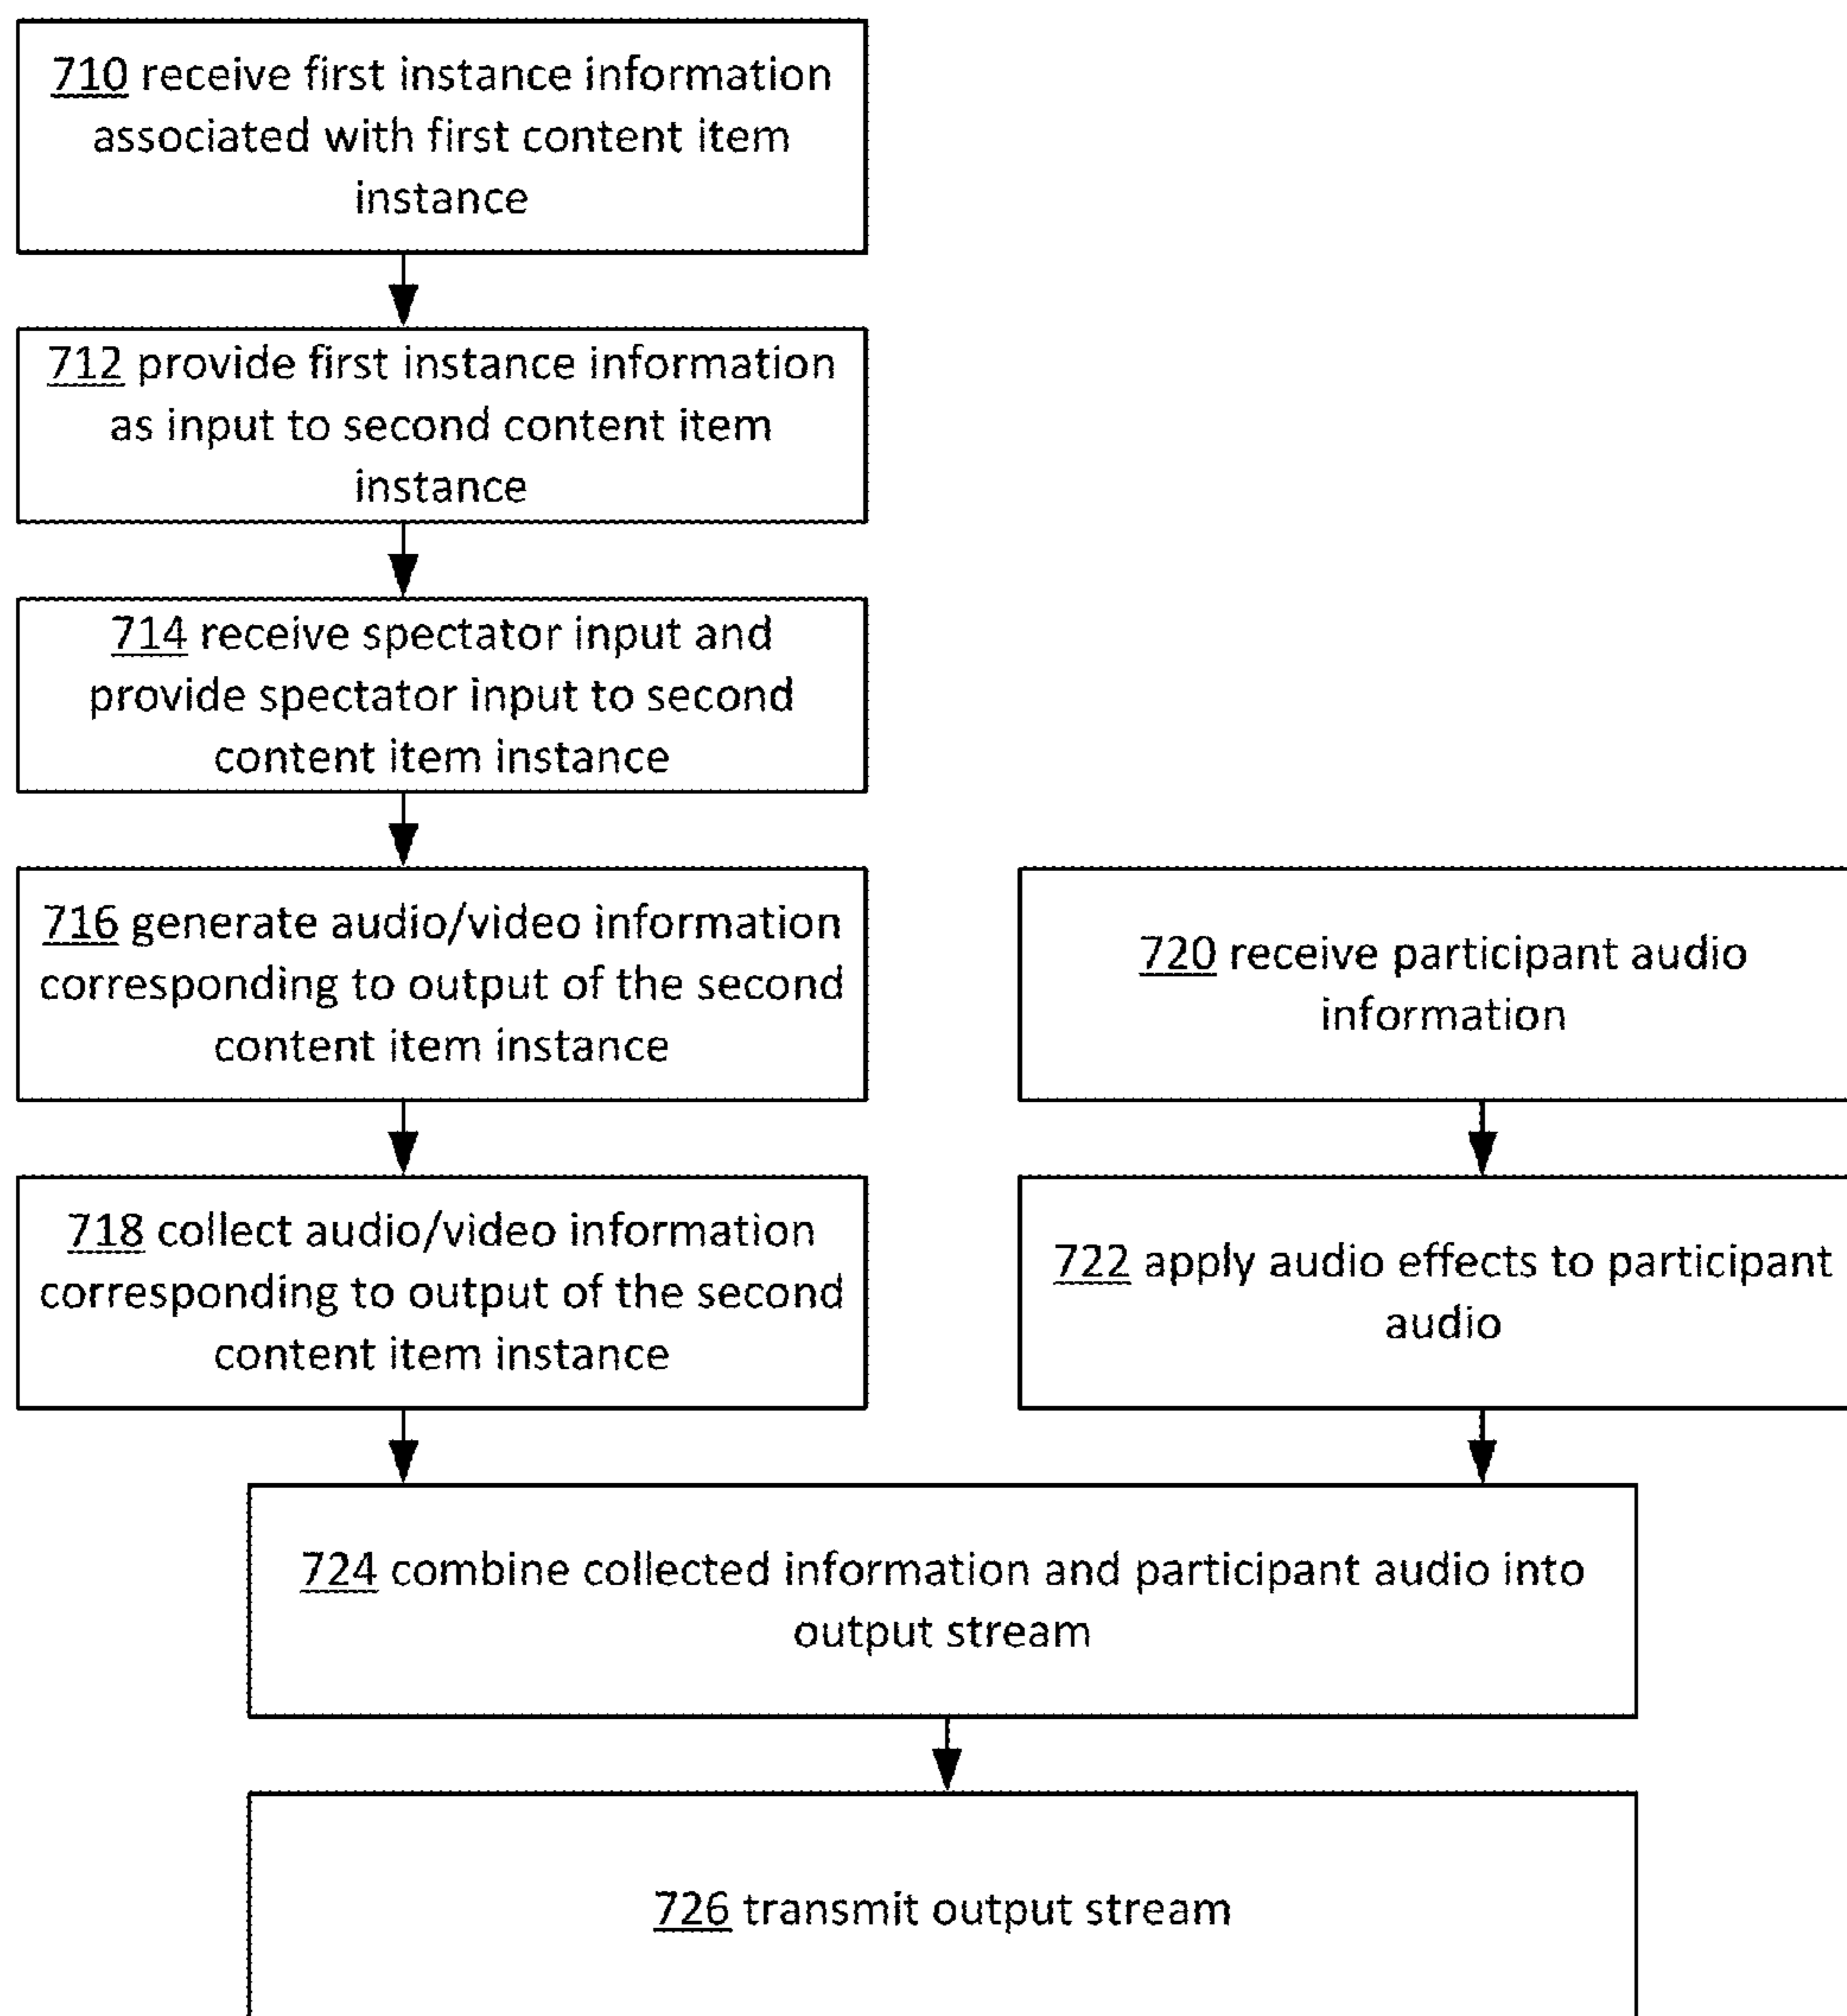 710 receive first instance information
associated with first content item
instance
712 provide first instance information
as input to second content item
instance
714 receive spectator input and
provide spectator input to second
content item instance
716 generate audio/video information
corresponding to output of the second
content item instance
720 receive participant audio
information
718 collect audio/video information
corresponding to output of the second
content item instance
722 apply audio effects to participant
audio
724 combine collected information and participant audio into
output stream
726 transmit output stream